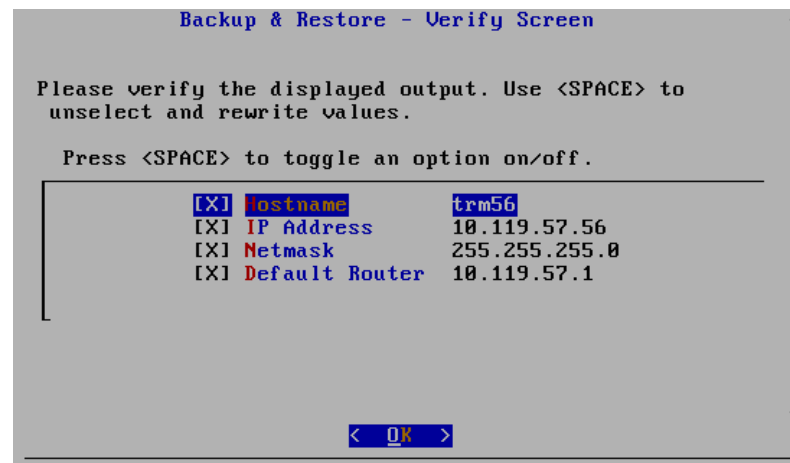 Backup & Restore - Verify Screen
Please verify the displayed output. Use <SPACE> to
unselect and rewrite values.
Press <SPACE> to toggle an option on/off.
[X] Hostname trm56
[X] IP Address 10.119.57.56
[X] Netmask 255.255.255.0
[X] Default Router 10.119.57.1
< OK >